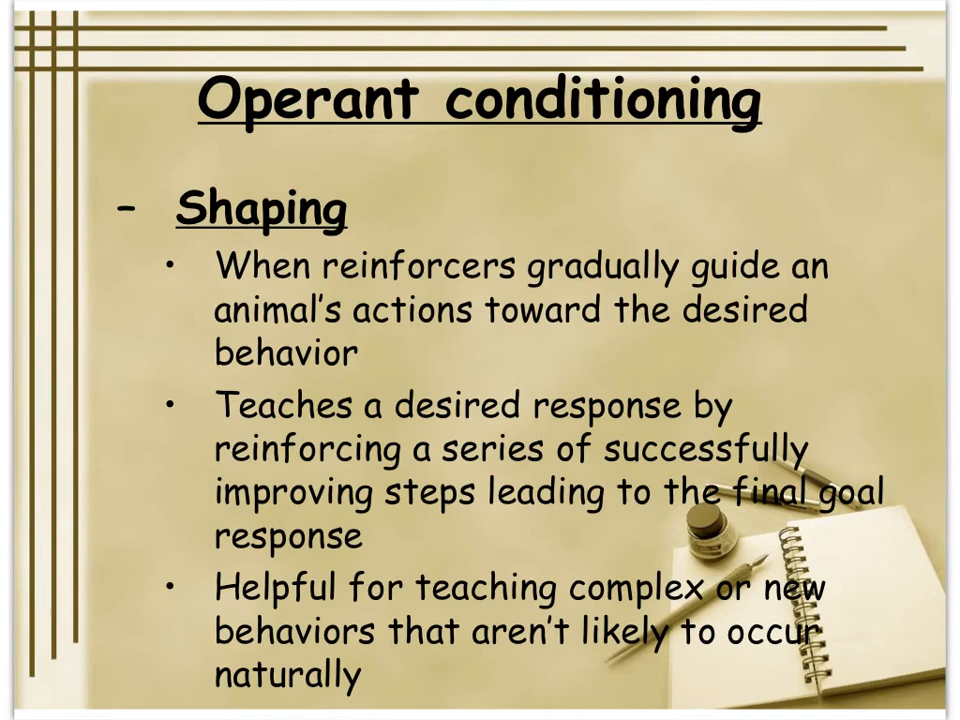 Operant conditioning
– Shaping
• When reinforcers gradually guide an
animal's actions toward the desired
behavior
• Teaches a desired response by
reinforcing a series of successfully
improving steps leading to the final goal
response
• Helpful for teaching complex or new
behaviors that aren't likely to occur
naturally